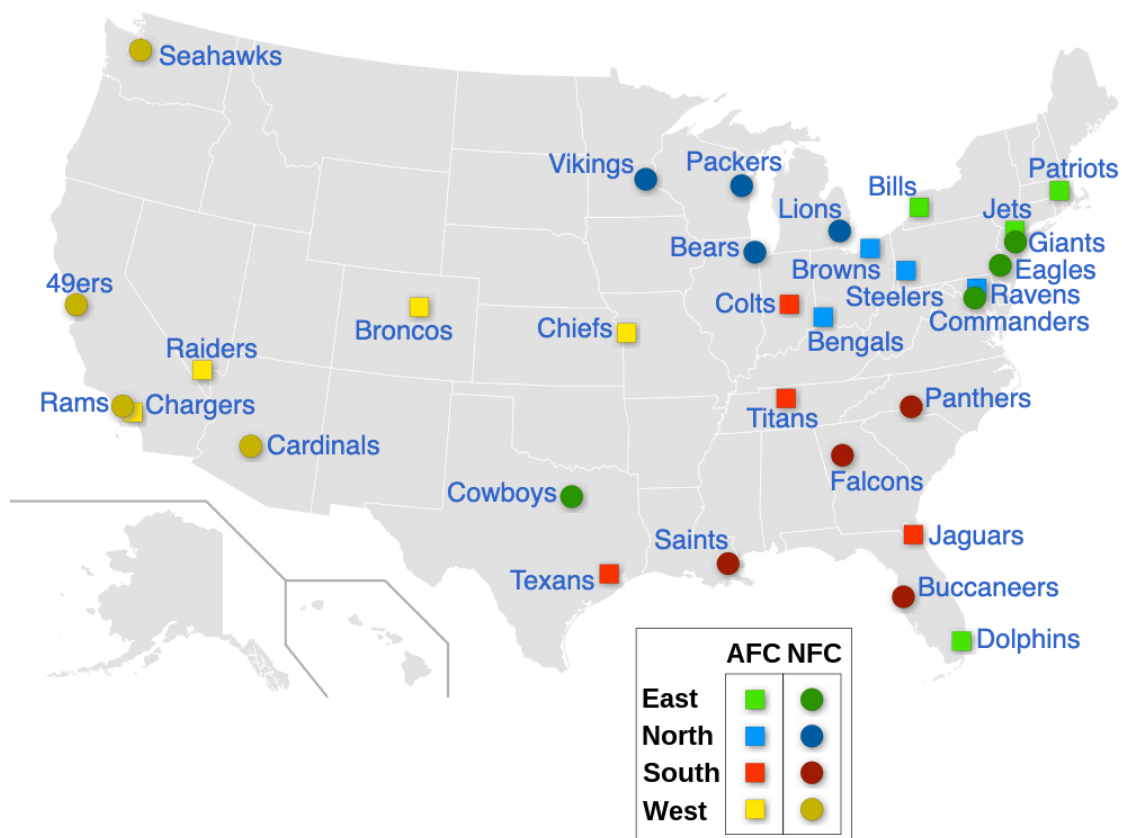 Seahawks
Vikings
Packers
Patriots
Bills
Jets
Lions
Giants
Bears
Browns
Eagles
49ers
Steelers
Ravens
Colts
Commanders
Broncos
Chiefs
Bengals
Raiders
Rams
Chargers
Titans
Panthers
Cardinals
Falcons
Cowboys
Saints
Jaguars
Texans
Buccaneers
Dolphins
AFC NFC
East
North
South
West